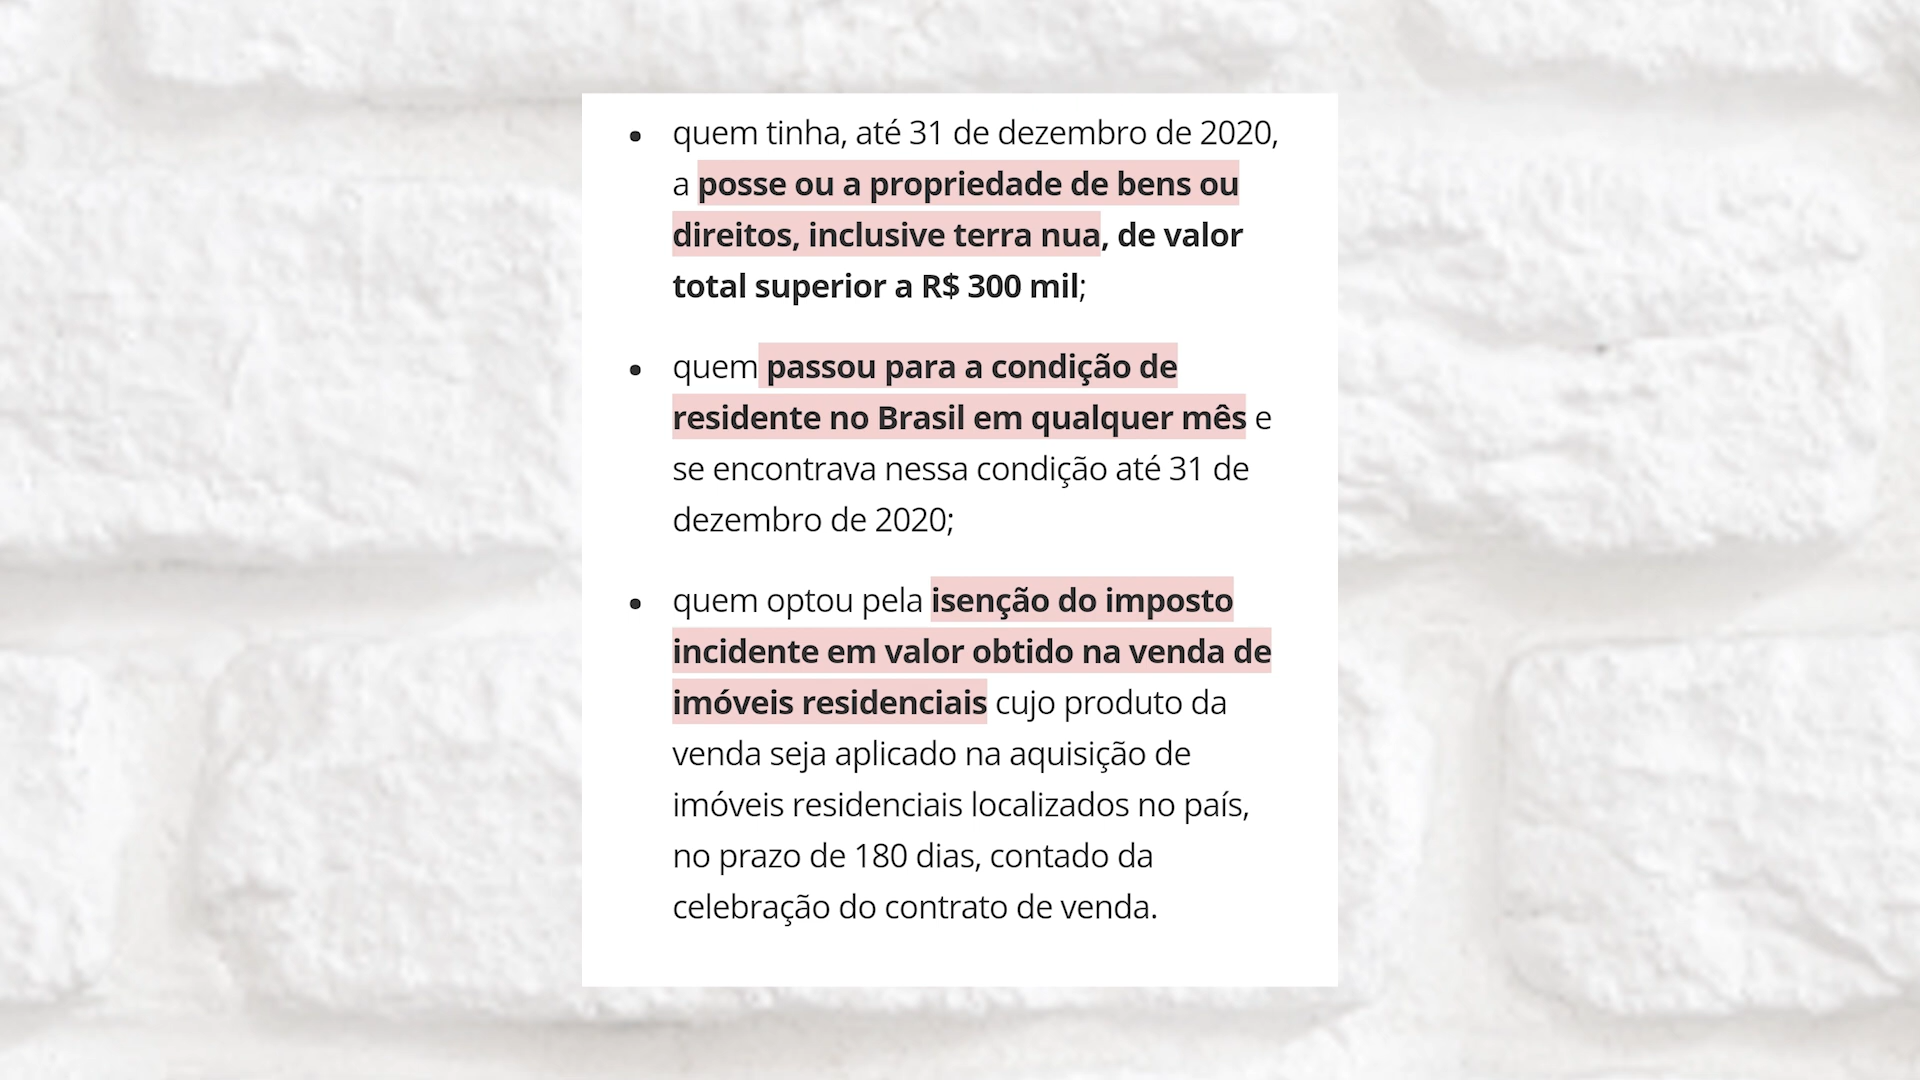 • quem tinha, até 31 de dezembro de 2020,
a posse ou a propriedade de bens ou
direitos, inclusive terra nua, de valor
total superior a R$ 300 mil;
• quem passou para a condição de
residente no Brasil em qualquer mês e
se encontrava nessa condição até 31 de
dezembro de 2020;
• quem optou pela isenção do imposto
incidente em valor obtido na venda de
imóveis residenciais cujo produto da
venda seja aplicado na aquisição de
imóveis residenciais localizados no país,
no prazo de 180 dias, contado da
celebração do contrato de venda.